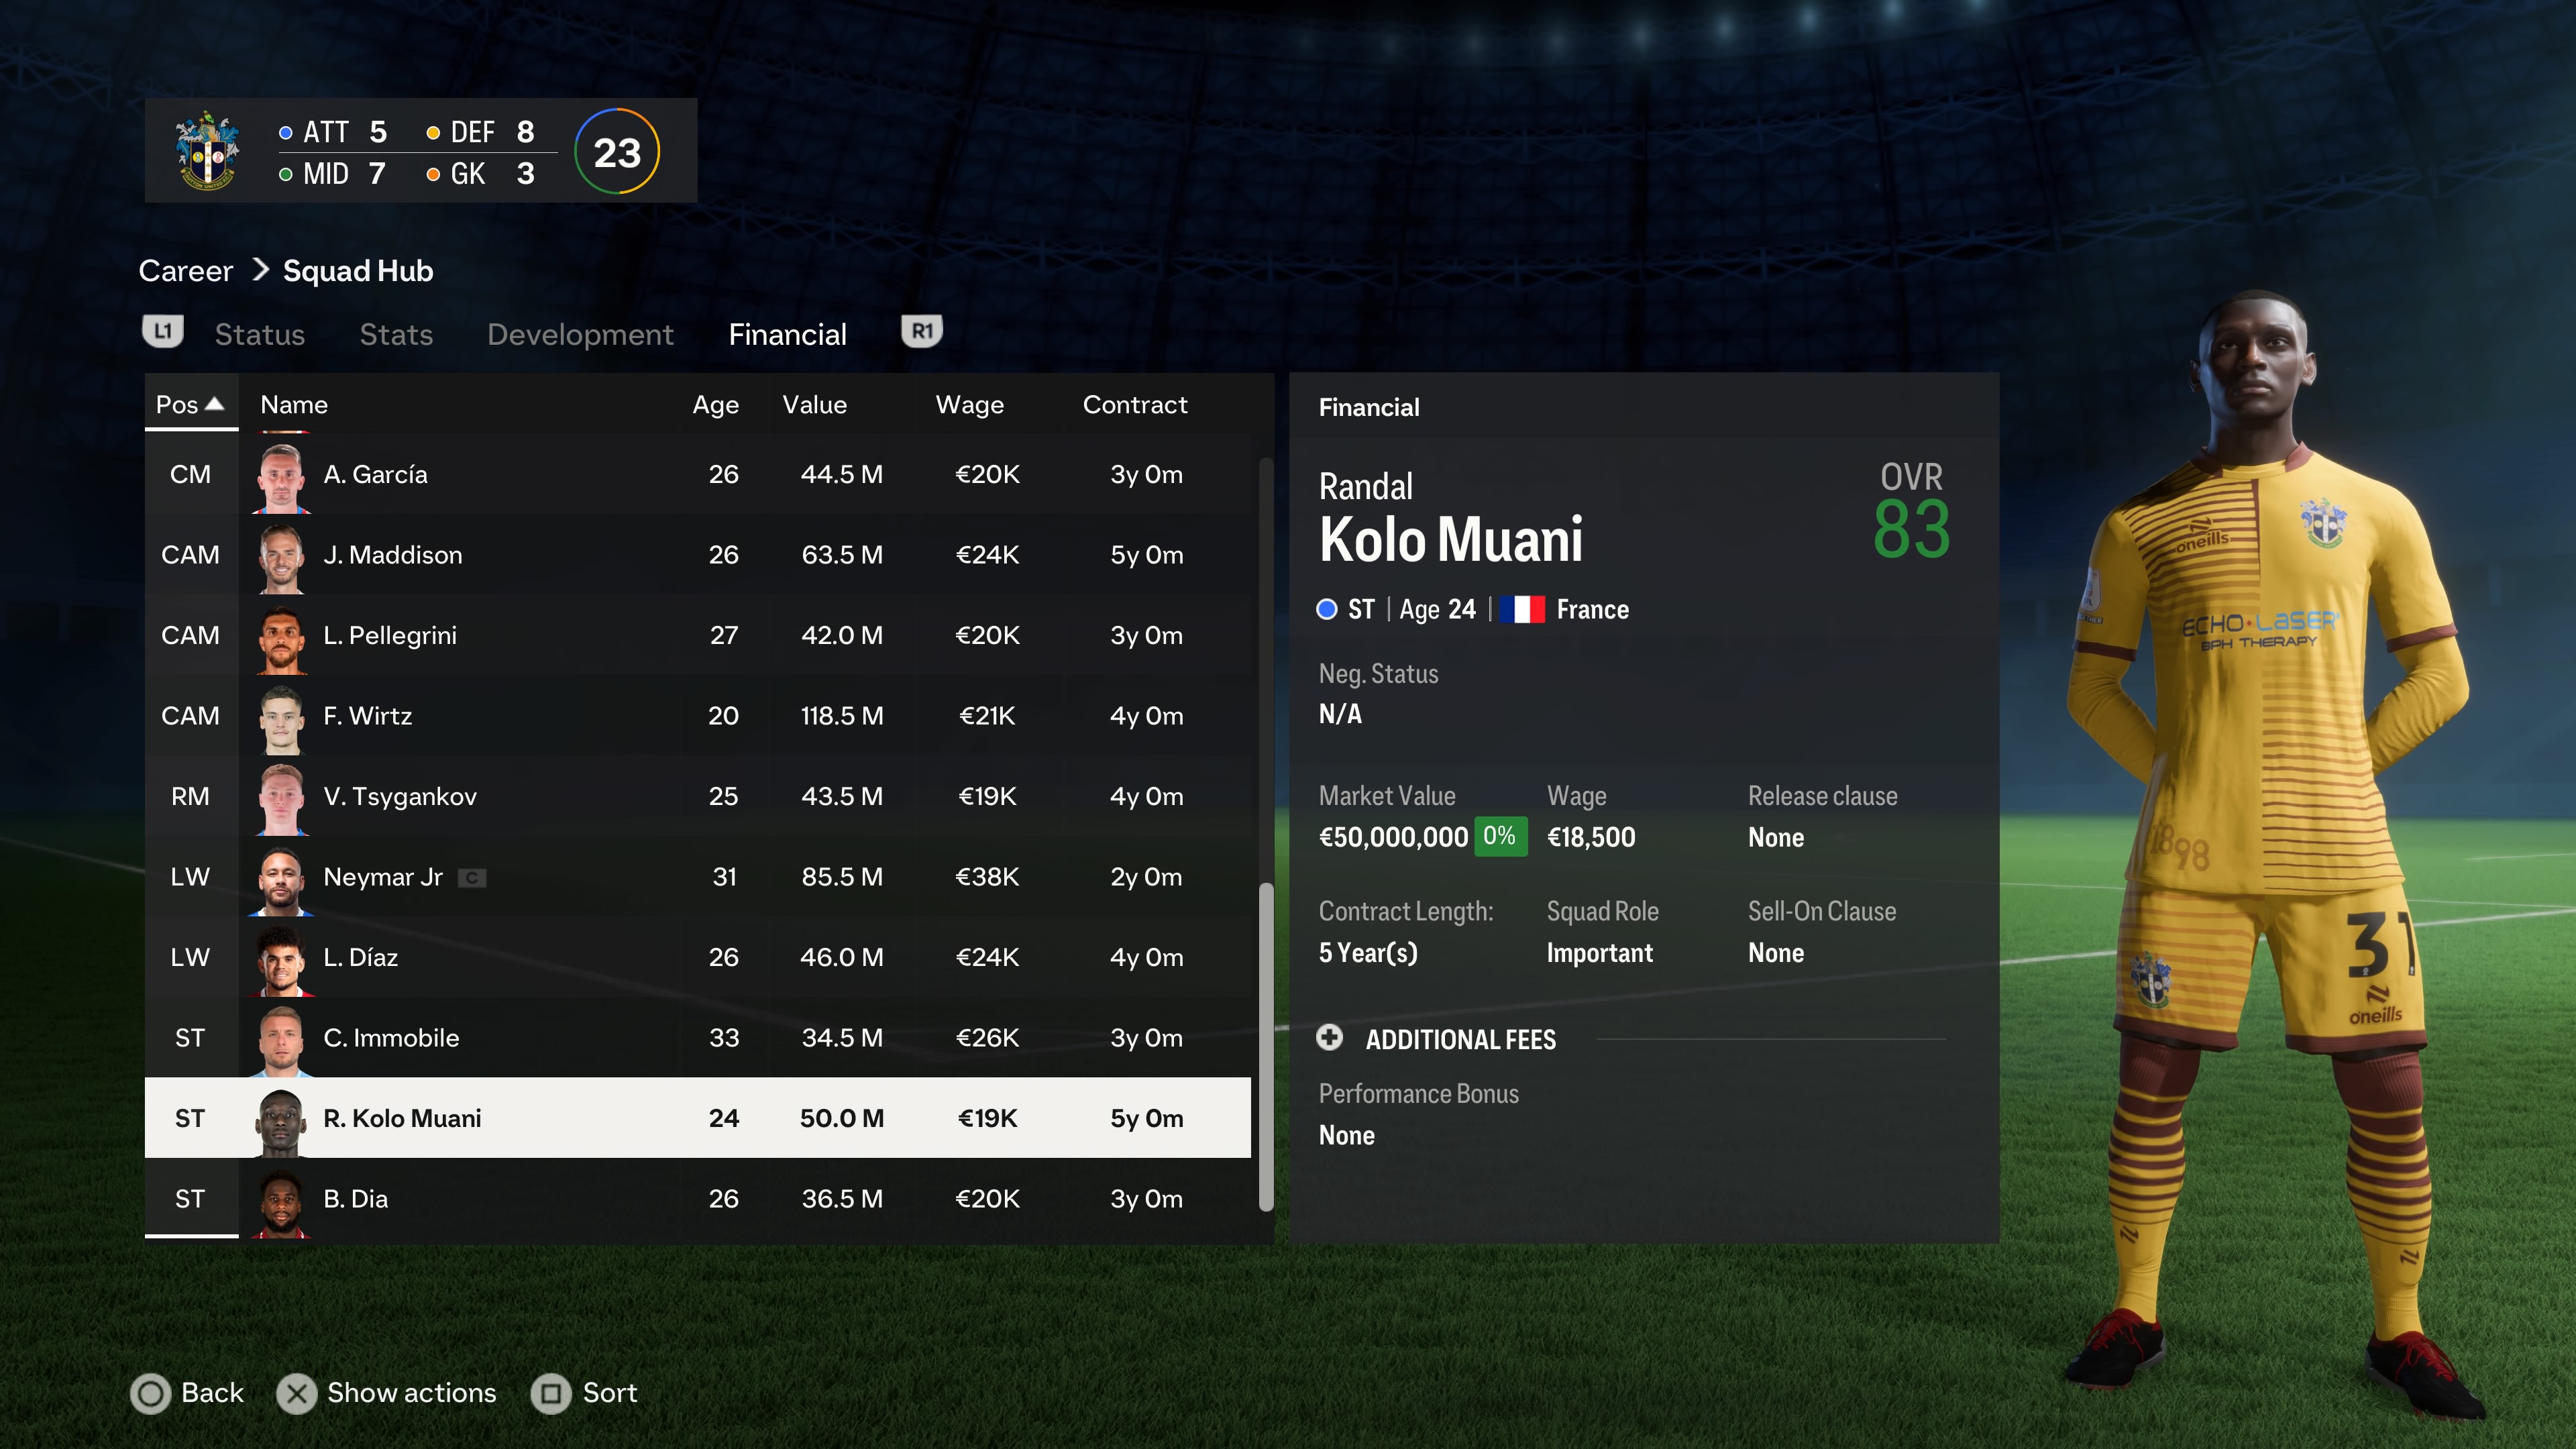 ATT 5 DEF 8
MID 7 GK 3
23
Career > Squad Hub
L1 Status Stats Development Financial R1
Pos Name Age Value Wage Contract
CM A. García 26 44.5 M €20K 3y 0m
CAM J. Maddison 26 63.5 M €24K 5y 0m
CAM L. Pellegrini 27 42.0 M €20K 3y 0m
CAM F. Wirtz 20 118.5 M €21K 4y 0m
RM V. Tsygankov 25 43.5 M €19K 4y 0m
LW Neymar Jr C 31 85.5 M €38K 2y 0m
LW L. Díaz 26 46.0 M €24K 4y 0m
ST C. Immobile 33 34.5 M €26K 3y 0m
ST R. Kolo Muani 24 50.0 M €19K 5y 0m
ST B. Dia 26 36.5 M €20K 3y 0m
Financial
Randal
Kolo Muani
OVR
83
ST | Age 24 | France
Neg. Status
N/A
Market Value Wage Release clause
€50,000,000 0% €18,500 None
Contract Length: Squad Role Sell-On Clause
5 Year(s) Important None
ADDITIONAL FEES
Performance Bonus
None
oneills
ECHO·LASER
BPH THERAPY
1898
31
oneills
Back Show actions Sort